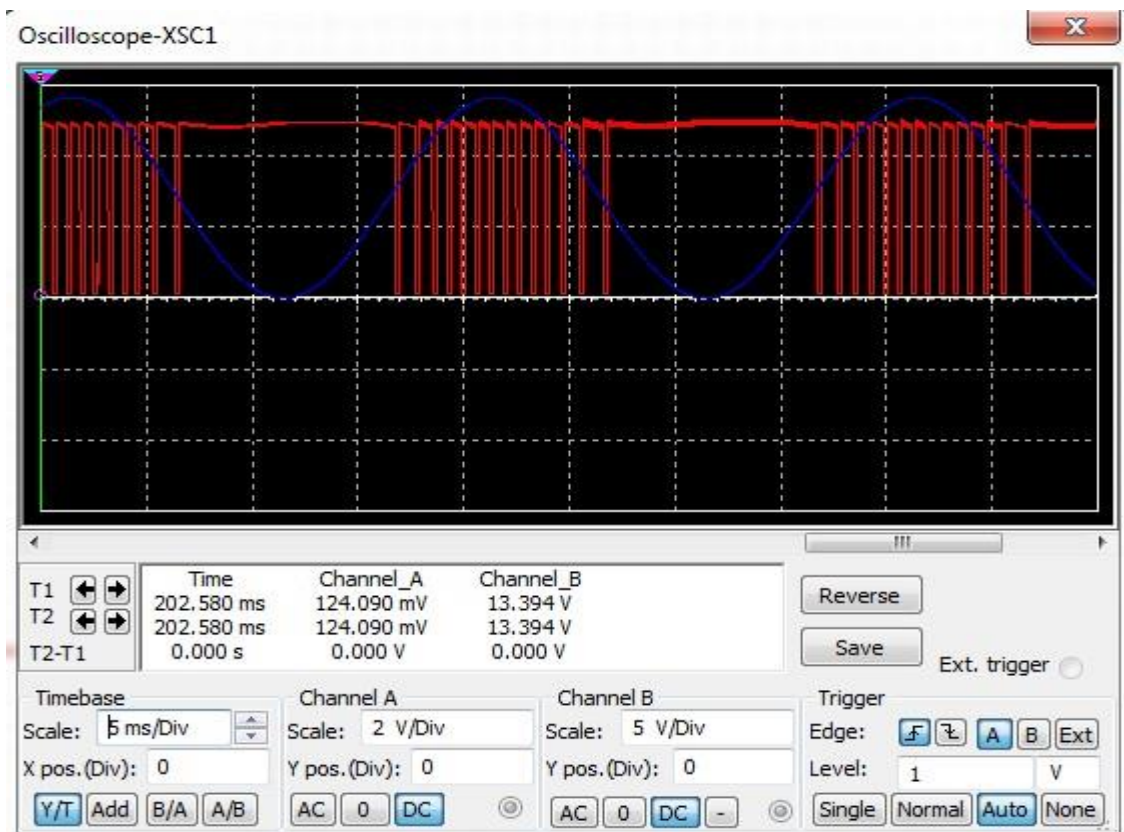 Oscilloscope-XSC1
Time Channel_A Channel_B
T1 202.580 ms 124.090 mV 13.394 V
T2 202.580 ms 124.090 mV 13.394 V
T2-T1 0.000 s 0.000 V 0.000 V
Reverse
Save
Ext. trigger
Timebase
Scale: 5 ms/Div
X pos.(Div): 0
Y/T Add B/A A/B
Channel A
Scale: 2 V/Div
Y pos.(Div): 0
AC 0 DC
Channel B
Scale: 5 V/Div
Y pos.(Div): 0
AC 0 DC -
Trigger
Edge: A B Ext
Level: 1 V
Single Normal Auto None